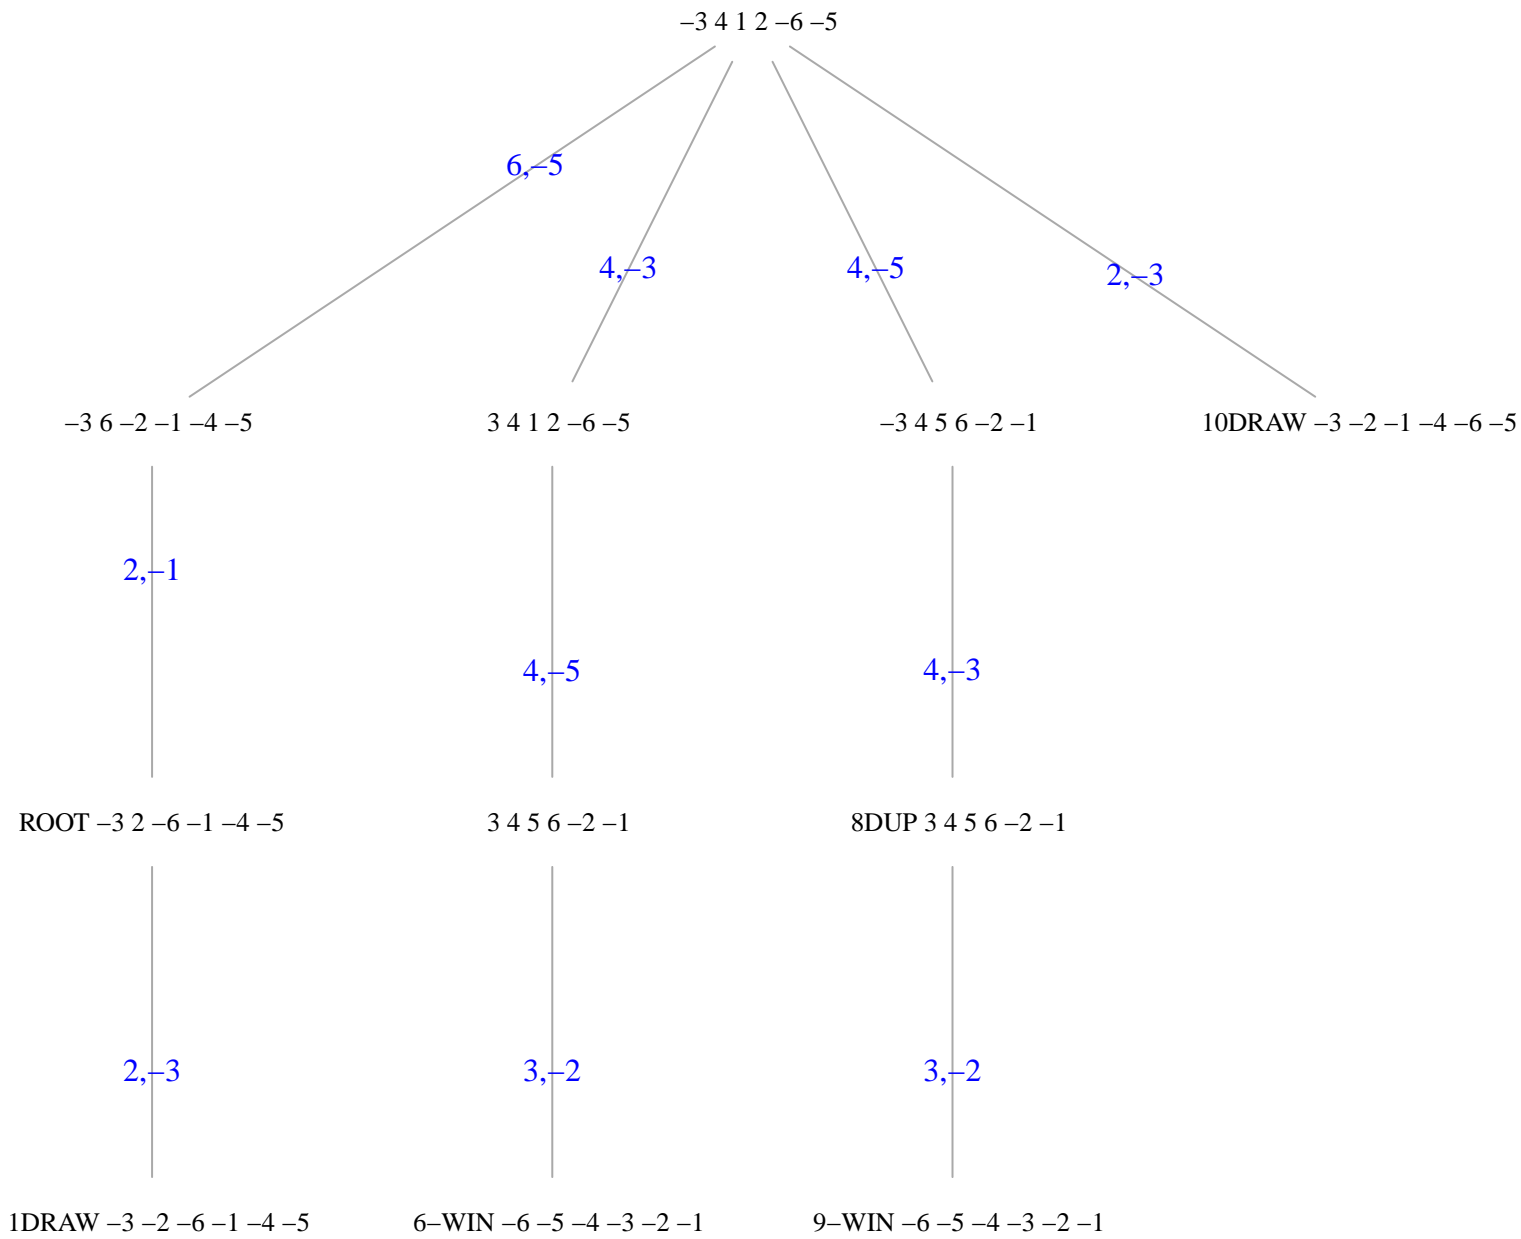 –3 4 1 2 –6 –5
6,–5
4,–3
4,–5
2,–3
–3 6 –2 –1 –4 –5
3 4 1 2 –6 –5
–3 4 5 6 –2 –1
10DRAW –3 –2 –1 –4 –6 –5
2,–1
4,–5
4,–3
ROOT –3 2 –6 –1 –4 –5
3 4 5 6 –2 –1
8DUP 3 4 5 6 –2 –1
2,–3
3,–2
3,–2
1DRAW –3 –2 –6 –1 –4 –5
6–WIN –6 –5 –4 –3 –2 –1
9–WIN –6 –5 –4 –3 –2 –1